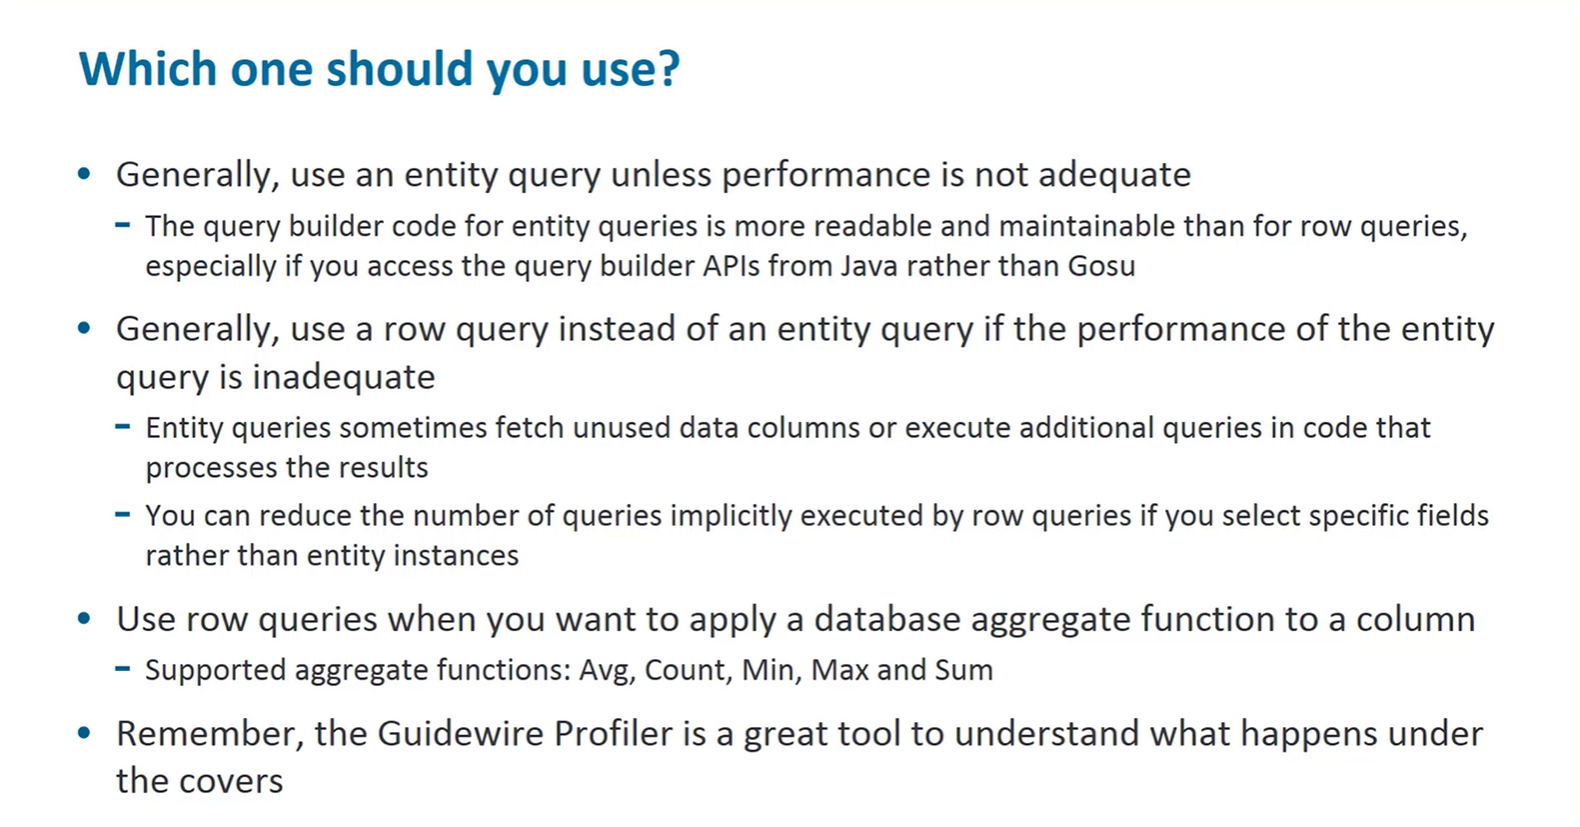 Which one should you use?
• Generally, use an entity query unless performance is not adequate
– The query builder code for entity queries is more readable and maintainable than for row queries,
especially if you access the query builder APIs from Java rather than Gosu
• Generally, use a row query instead of an entity query if the performance of the entity
query is inadequate
– Entity queries sometimes fetch unused data columns or execute additional queries in code that
processes the results
– You can reduce the number of queries implicitly executed by row queries if you select specific fields
rather than entity instances
• Use row queries when you want to apply a database aggregate function to a column
– Supported aggregate functions: Avg, Count, Min, Max and Sum
• Remember, the Guidewire Profiler is a great tool to understand what happens under
the covers